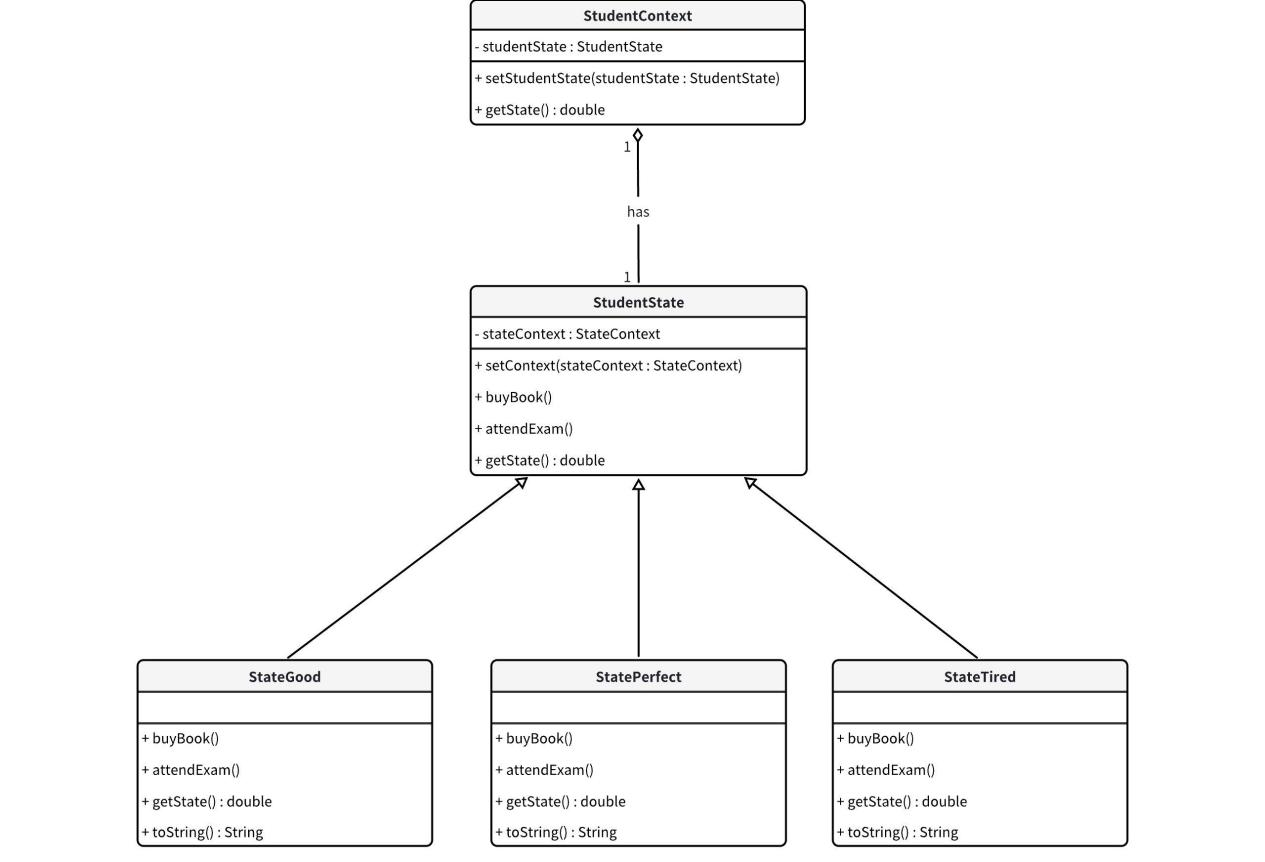 StudentContext
- studentState : StudentState
+ setStudentState(studentState : StudentState)
+ getState() : double
1
has
1
StudentState
- stateContext : StateContext
+ setContext(stateContext : StateContext)
+ buyBook()
+ attendExam()
+ getState() : double
StateGood
+ buyBook()
+ attendExam()
+ getState() : double
+ toString() : String
StatePerfect
+ buyBook()
+ attendExam()
+ getState() : double
+ toString() : String
StateTired
+ buyBook()
+ attendExam()
+ getState() : double
+ toString() : String